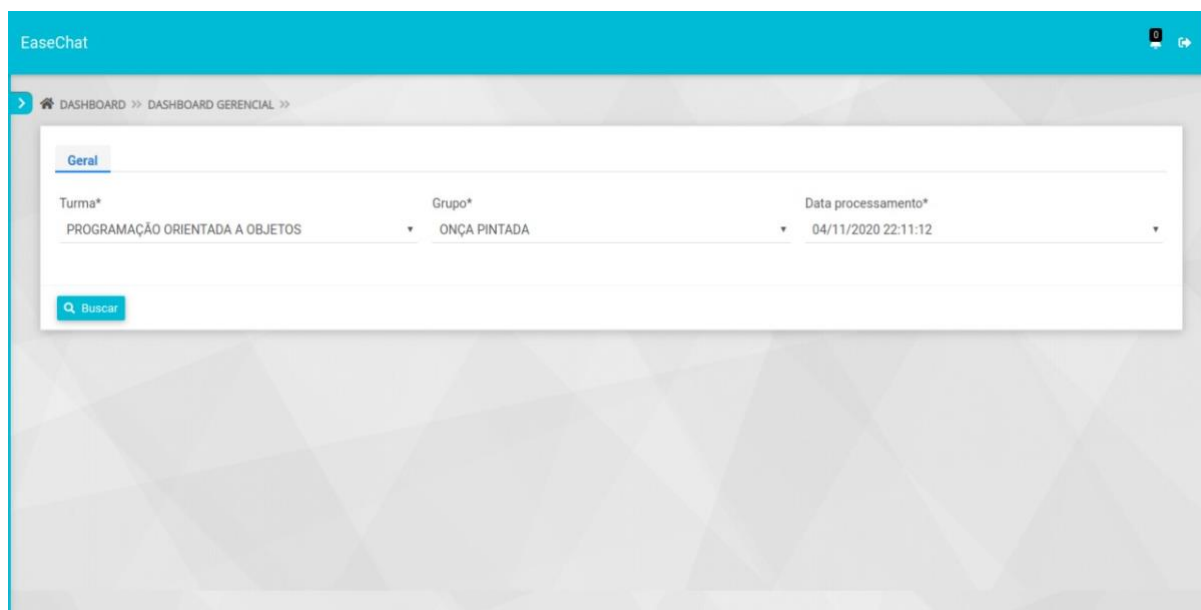 EaseChat
0
DASHBOARD >> DASHBOARD GERENCIAL >>
Geral
Turma* Grupo* Data processamento*
PROGRAMAÇÃO ORIENTADA A OBJETOS ONÇA PINTADA 04/11/2020 22:11:12
Buscar